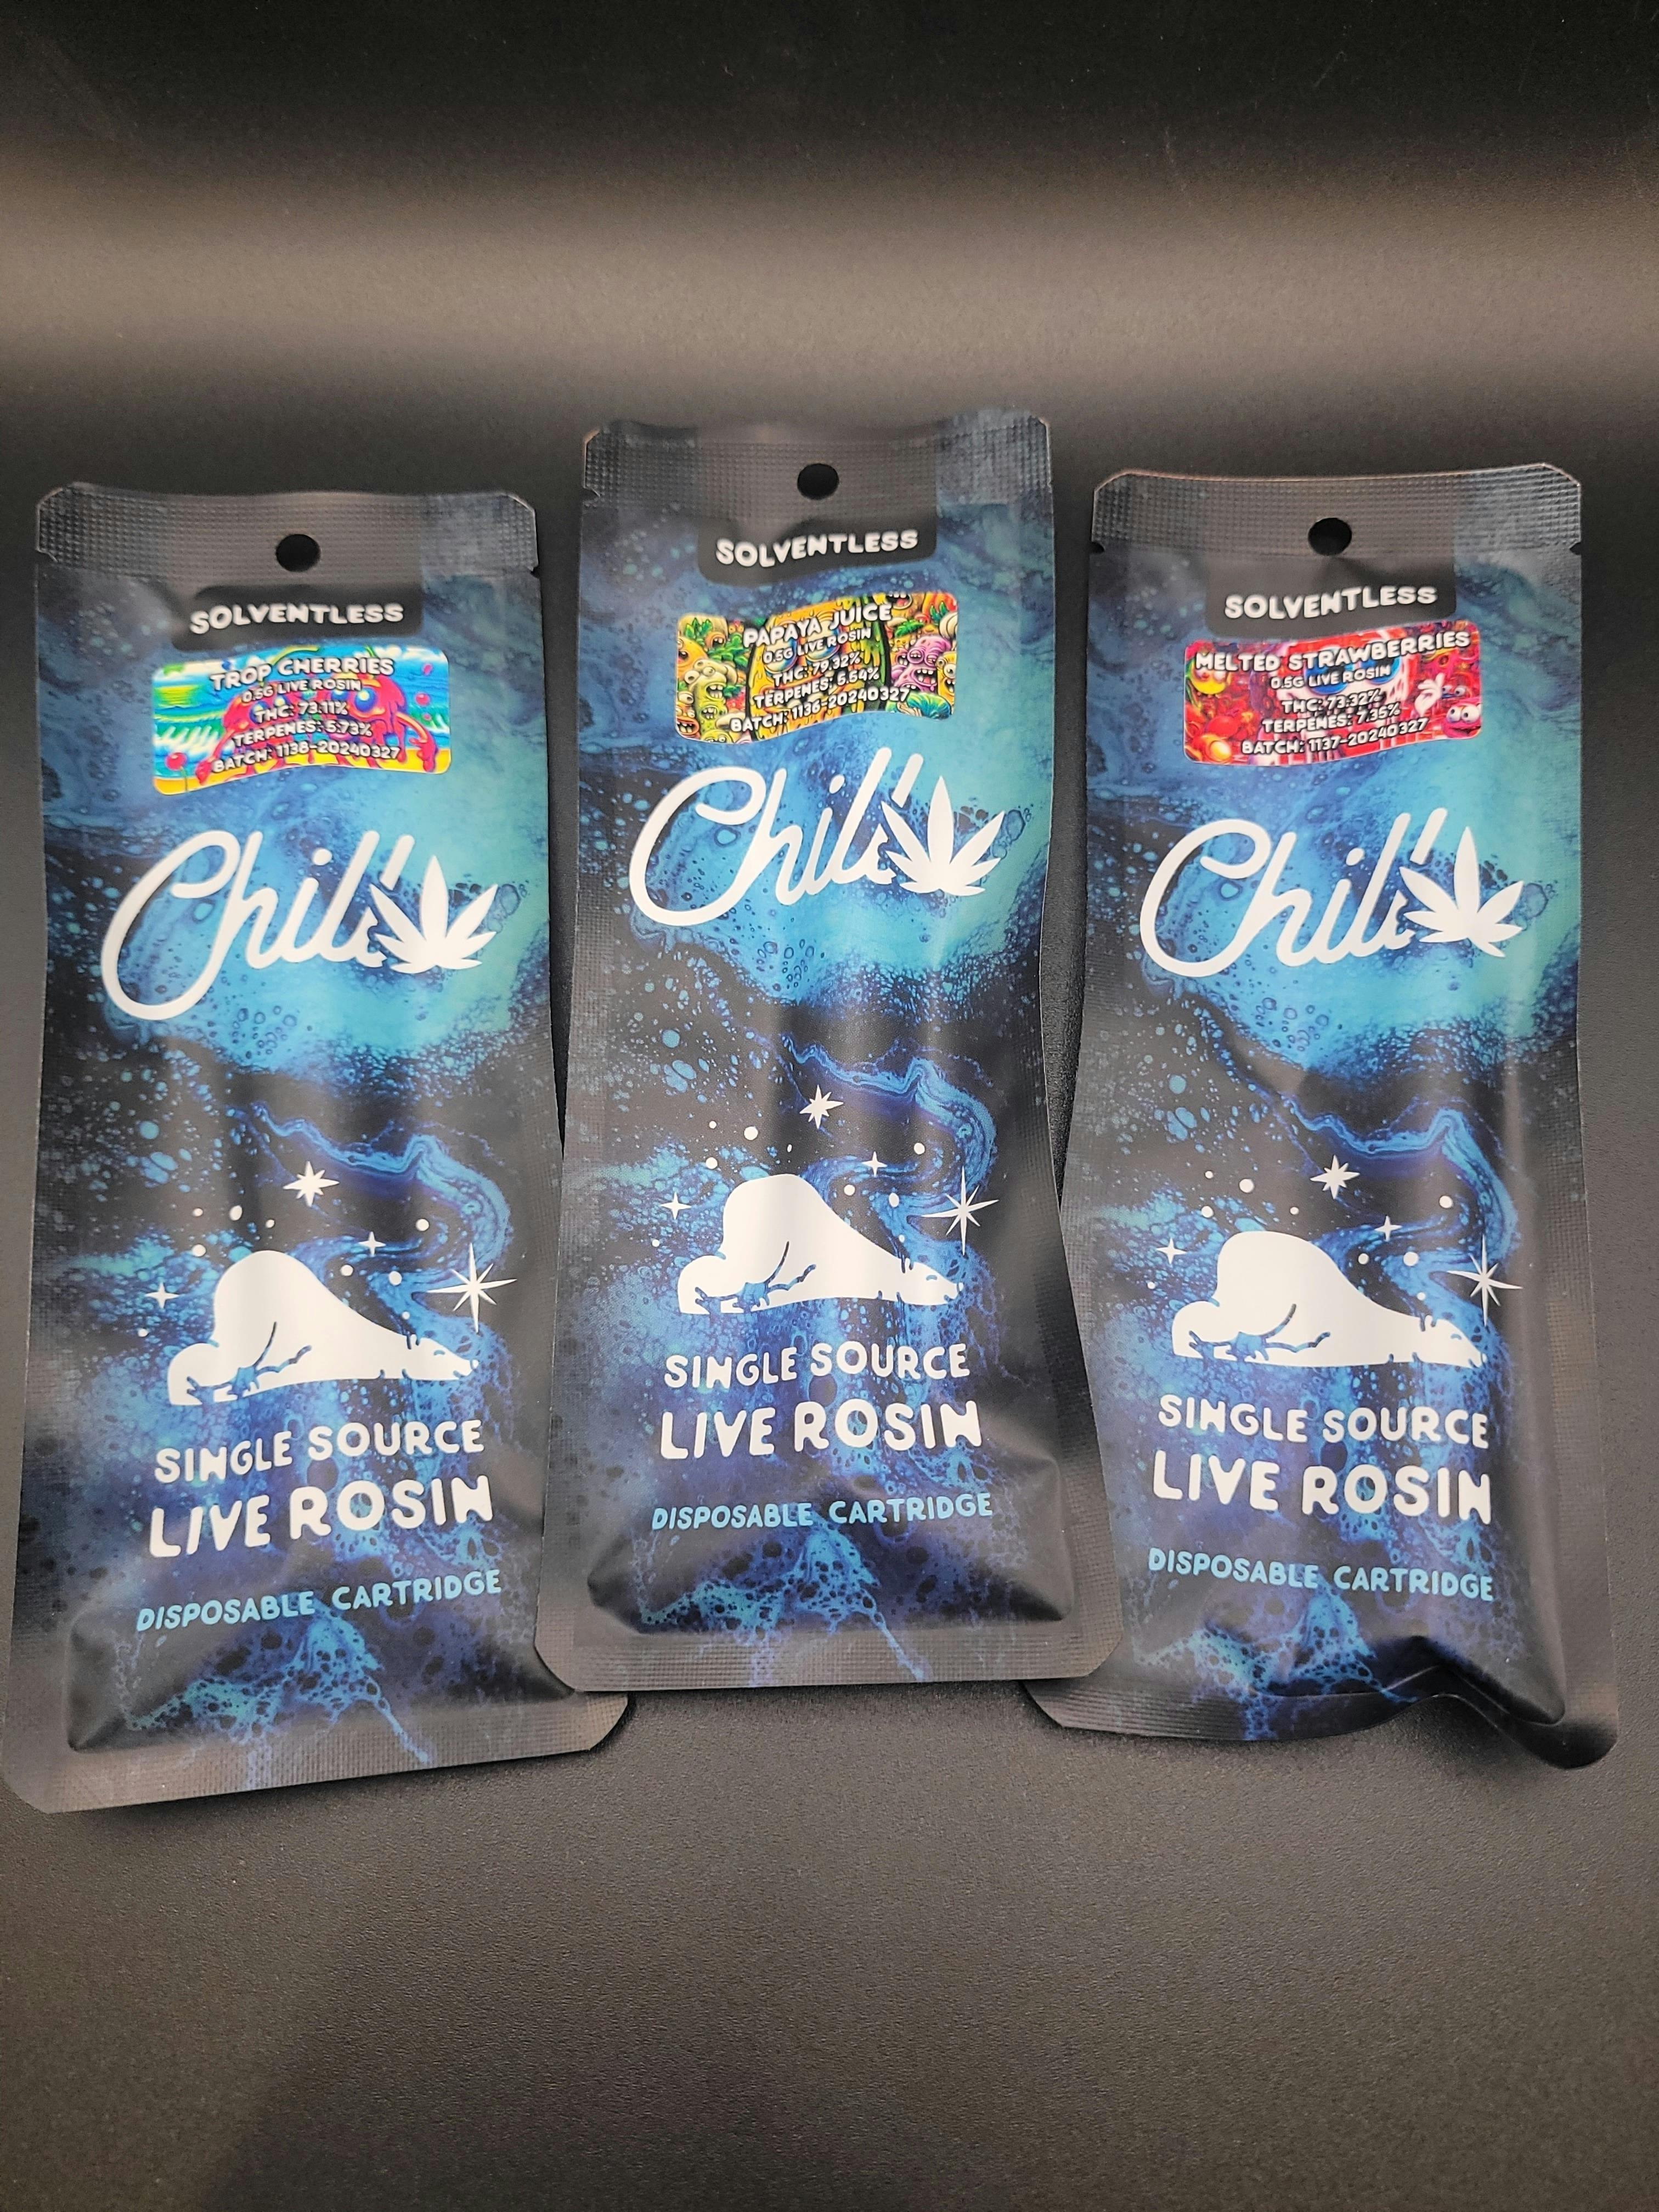 SOLVENTLESS
TROP CHERRIES
0.5G LIVE ROSIN
THC: 73.11%
TERPENES: 5.73%
BATCH: 1138-20240327
Chill
SINGLE SOURCE
LIVE ROSIN
DISPOSABLE CARTRIDGE
SOLVENTLESS
PAPAYA JUICE
0.5G LIVE ROSIN
THC: 79.32%
TERPENES: 5.54%
BATCH: 1136-20240327
Chill
SINGLE SOURCE
LIVE ROSIN
DISPOSABLE CARTRIDGE
SOLVENTLESS
MELTED STRAWBERRIES
0.5G LIVE ROSIN
THC: 73.32%
TERPENES: 7.35%
BATCH: 1137-20240327
Chill
SINGLE SOURCE
LIVE ROSIN
DISPOSABLE CARTRIDGE